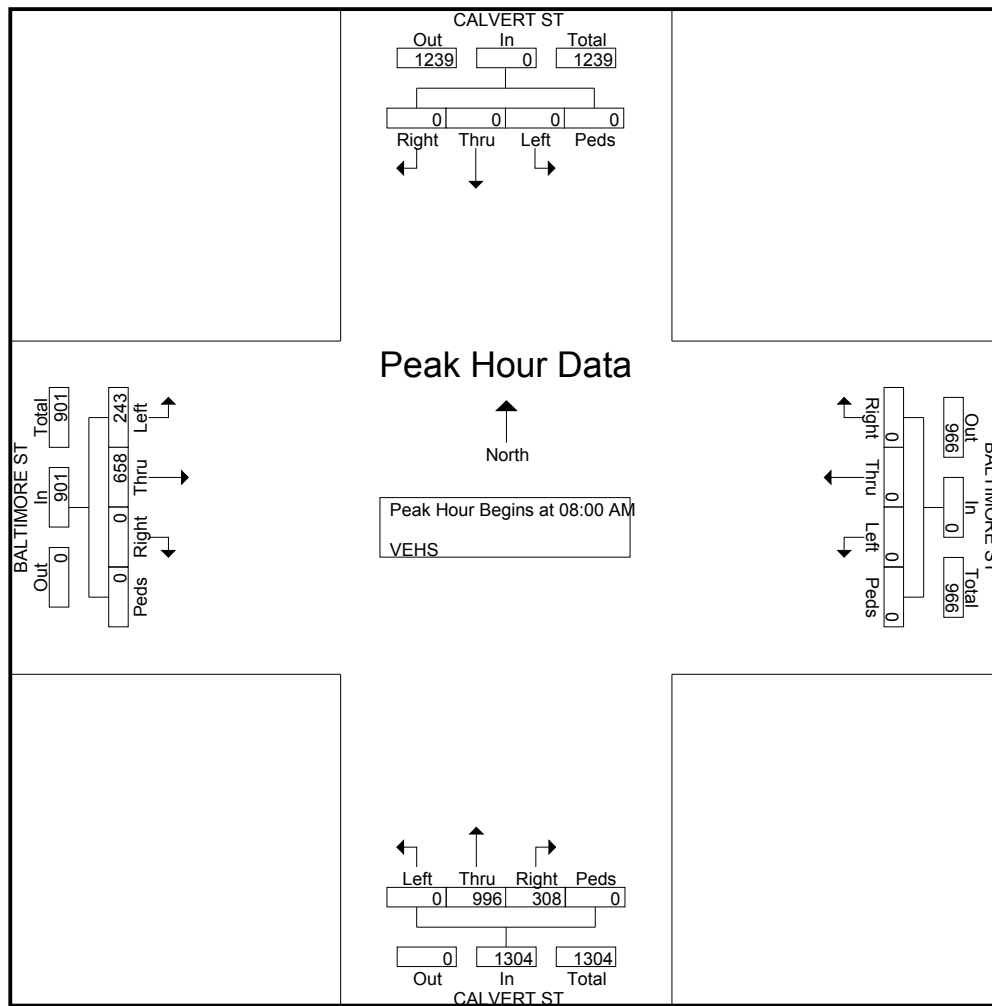 CALVERT ST
Out In Total
1239 0 1239
0 0 0 0
Right Thru Left Peds
Peak Hour Data
North
Peak Hour Begins at 08:00 AM
VEHS
BALTIMORE ST
Out In Total
0 901 901
0 0 658 243
Peds Right Thru Left
BALTIMORE ST
Out In Total
966 0 966
0 0 0 0
Right Thru Left Peds
Left Thru Right Peds
0 996 308 0
0 1304 1304
Out In Total
CALVERT ST